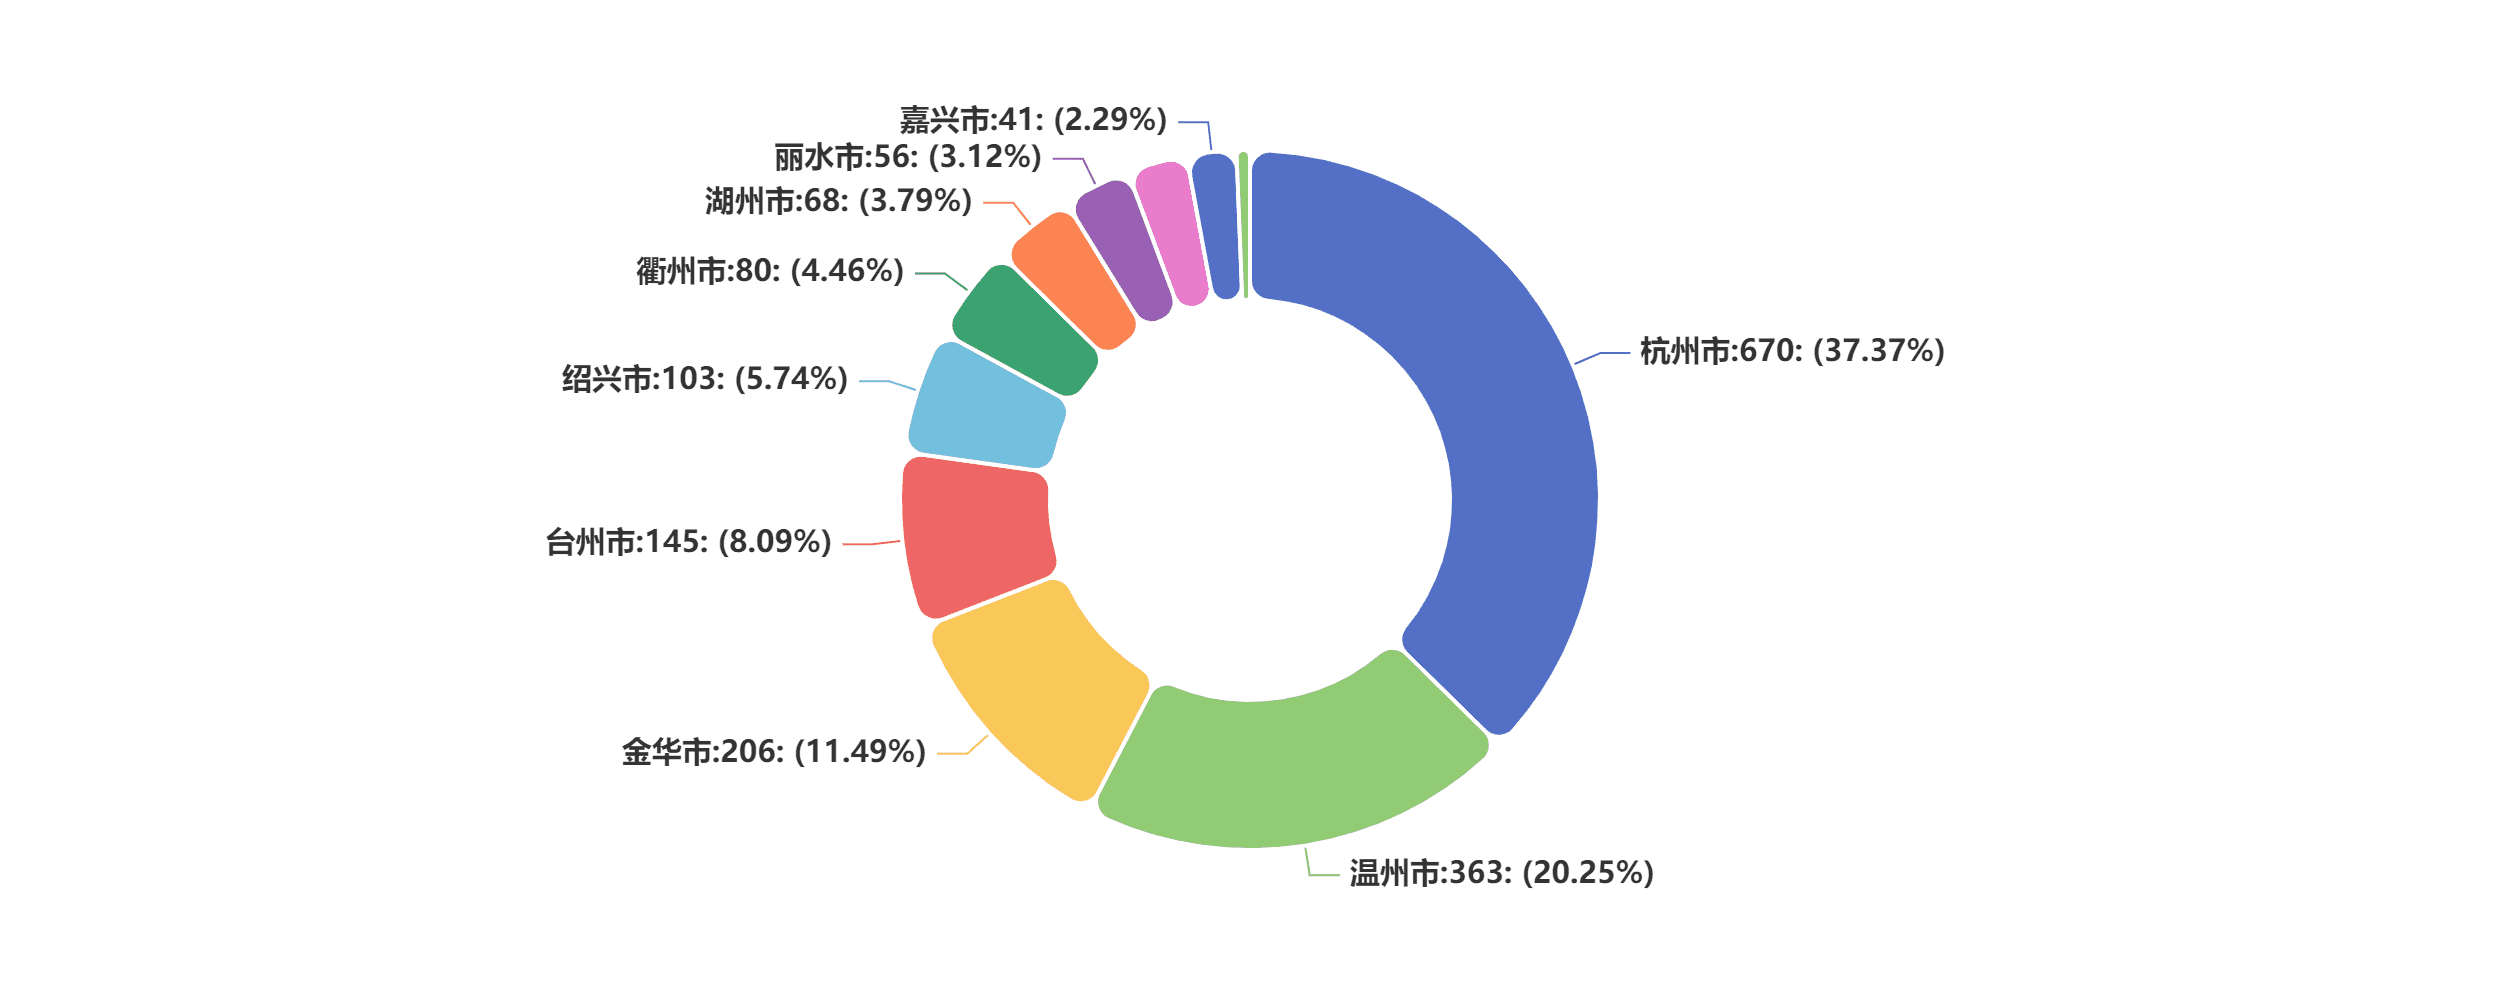 嘉兴市:41: (2.29%)
丽水市:56: (3.12%)
湖州市:68: (3.79%)
衢州市:80: (4.46%)
杭州市:670: (37.37%)
绍兴市:103: (5.74%)
台州市:145: (8.09%)
金华市:206: (11.49%)
温州市:363: (20.25%)